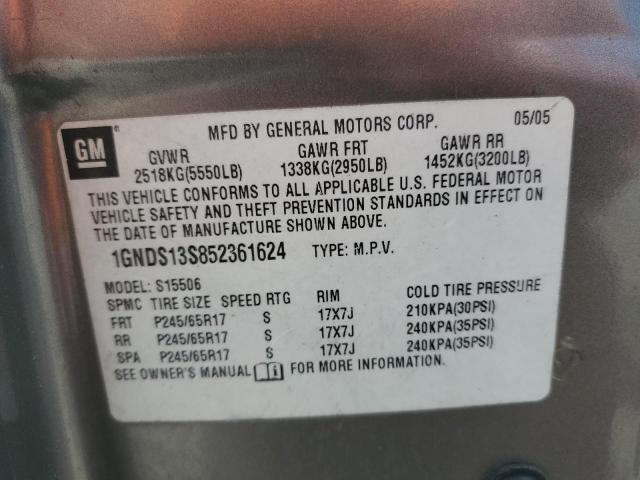 GM
MFD BY GENERAL MOTORS CORP. 05/05
GVWR GAWR FRT GAWR RR
2518KG(5550LB) 1338KG(2950LB) 1452KG(3200LB)
THIS VEHICLE CONFORMS TO ALL APPLICABLE U.S. FEDERAL MOTOR
VEHICLE SAFETY AND THEFT PREVENTION STANDARDS IN EFFECT ON
THE DATE OF MANUFACTURE SHOWN ABOVE.
1GNDS13S852361624 TYPE: M.P.V.
MODEL: S15506
SPMC TIRE SIZE SPEED RTG RIM COLD TIRE PRESSURE
FRT P245/65R17 S 17X7J 210KPA(30PSI)
RR P245/65R17 S 17X7J 240KPA(35PSI)
SPA P245/65R17 S 17X7J 240KPA(35PSI)
SEE OWNER'S MANUAL FOR MORE INFORMATION.